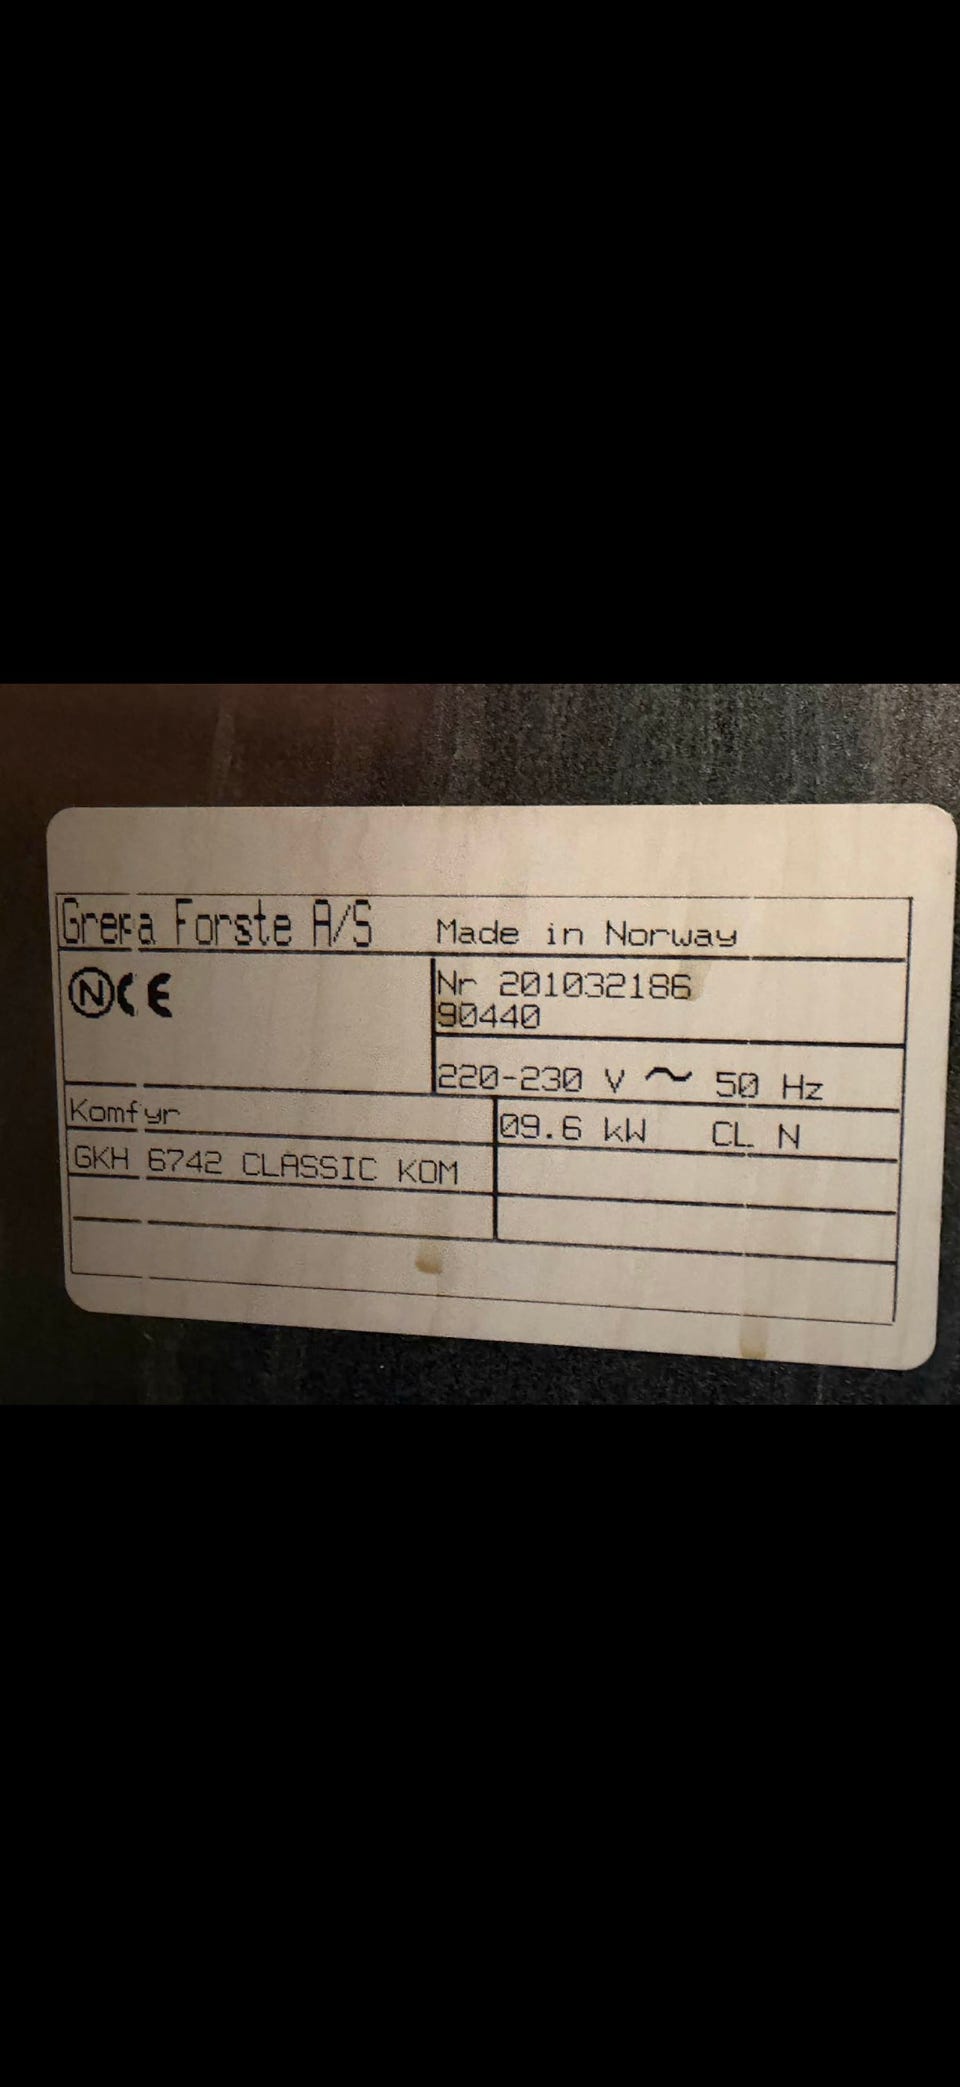 Grepa Forste A/S
Made in Norway
N CE
Nr 201032186
90440
220-230 V ~ 50 Hz
Komfyr
09.6 kW CL N
GKH 6742 CLASSIC KOM